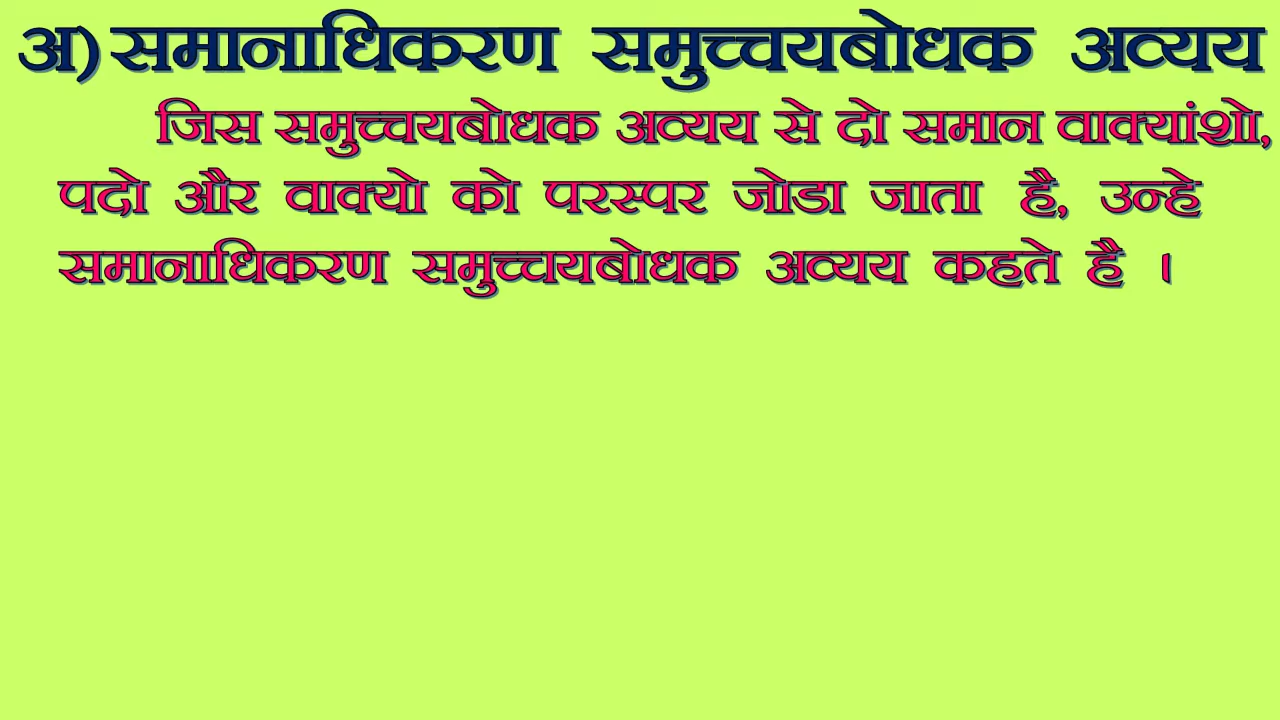 अ) समानाधिकरण समुच्चयबोधक अव्यय
जिस समुच्चयबोधक अव्यय से दो समान वाक्यांशो,
पदो और वाक्यो को परस्पर जोडा जाता है, उन्हे
समानाधिकरण समुच्चयबोधक अव्यय कहते है ।